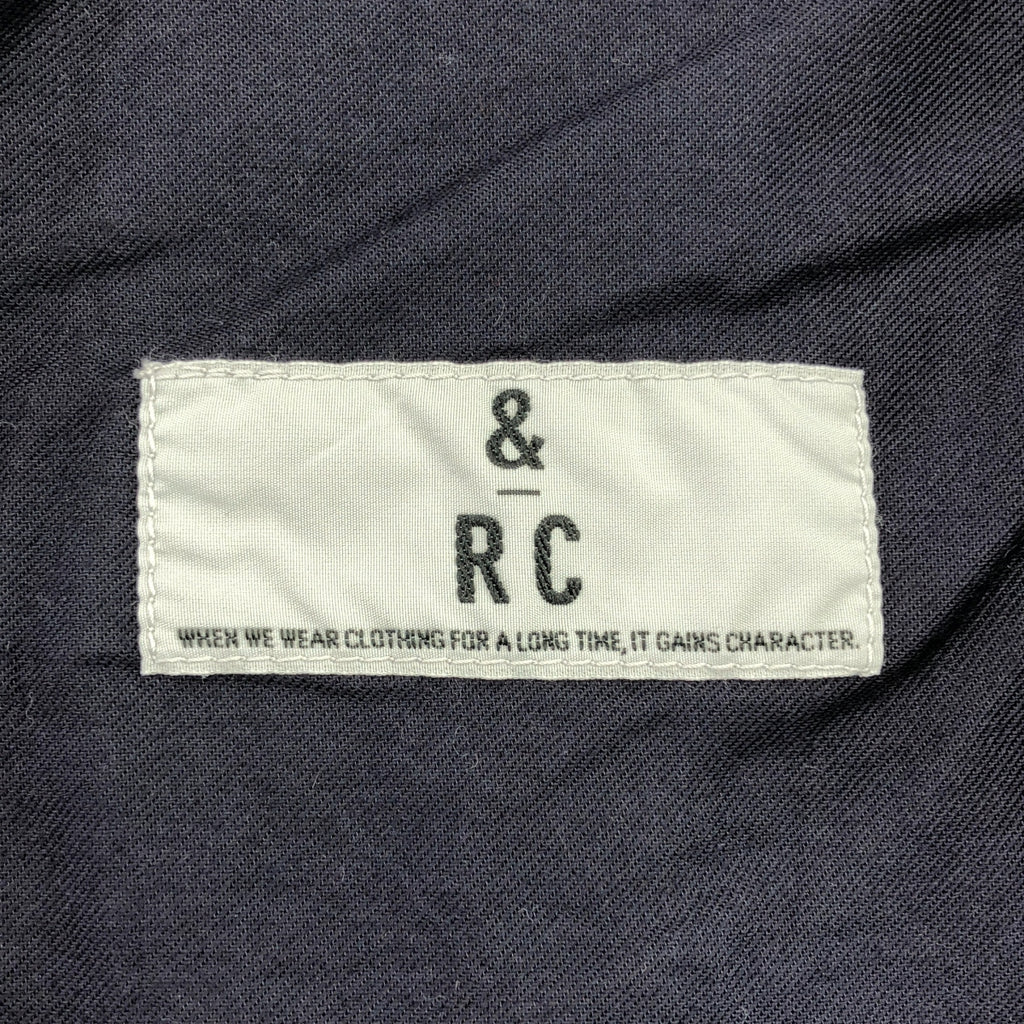 &
RC
WHEN WE WEAR CLOTHING FOR A LONG TIME, IT GAINS CHARACTER.